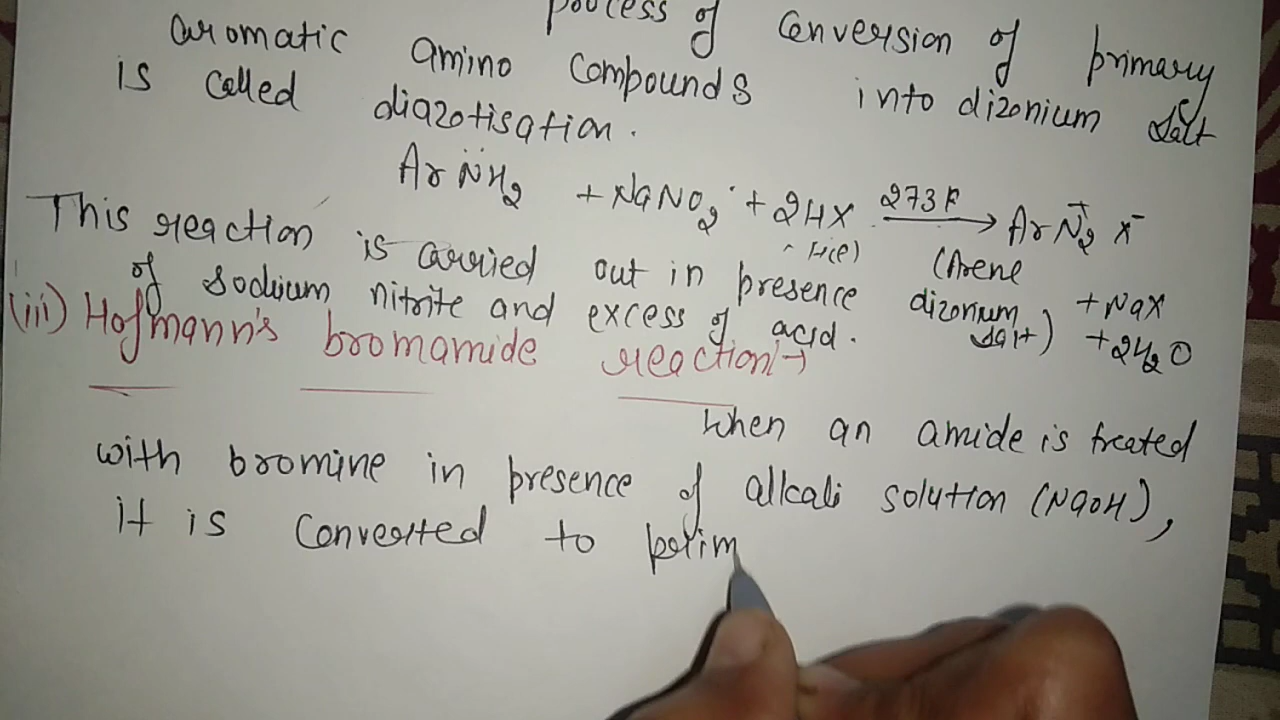 process of conversion of primary
aromatic amino compounds into dizonium salt
is called diazotisation.
ArN̈H₂ + NaNO₂ + 2HX 273K → ArN₂⁺ X⁻
(Arene dizonium salt) + NaX + 2H₂O
This reaction is carried out in presence
of sodium nitrite and excess of acid.
(iii) Hofmann's bromamide reaction:→
When an amide is treated
with bromine in presence of alkali solution (NaOH),
it is converted to prim